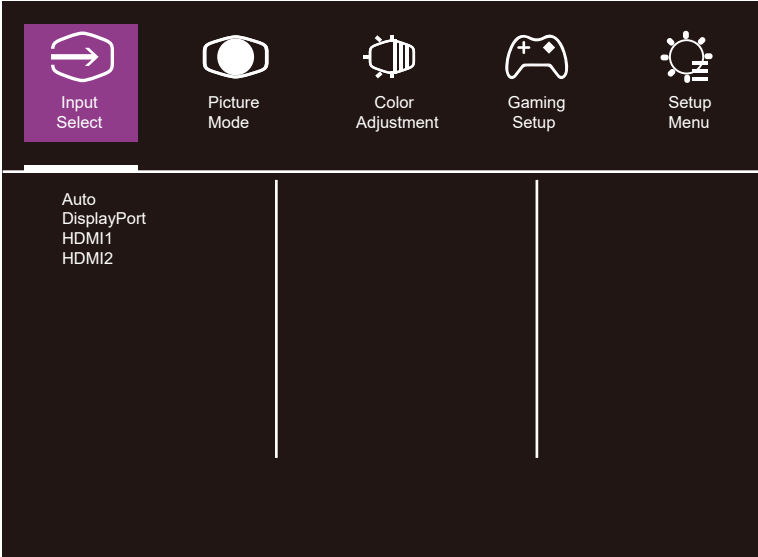 Input
Select
Picture
Mode
Color
Adjustment
Gaming
Setup
Setup
Menu
Auto
DisplayPort
HDMI1
HDMI2